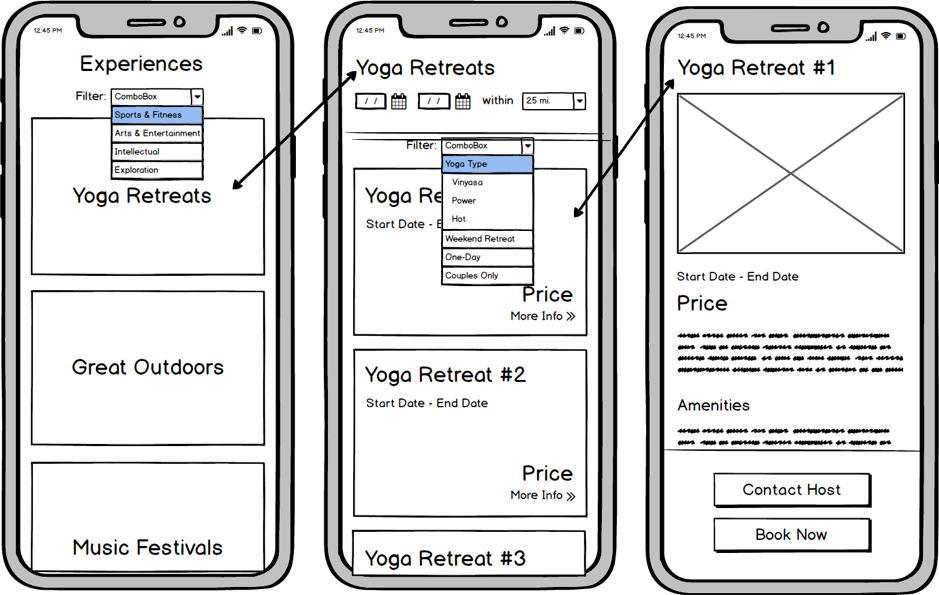 12:45 PM
Experiences
Filter: ComboBox
Sports & Fitness
Arts & Entertainment
Intellectual
Exploration
Yoga Retreats
Great Outdoors
Music Festivals
12:45 PM
Yoga Retreats
/ / / / within 25 mi.
Filter: ComboBox
Yoga Type
Vinyasa
Power
Hot
Weekend Retreat
One-Day
Couples Only
Yoga Re
Start Date - E
Price
More Info »
Yoga Retreat #2
Start Date - End Date
Price
More Info »
Yoga Retreat #3
12:45 PM
Yoga Retreat #1
Start Date - End Date
Price
Amenities
Contact Host
Book Now